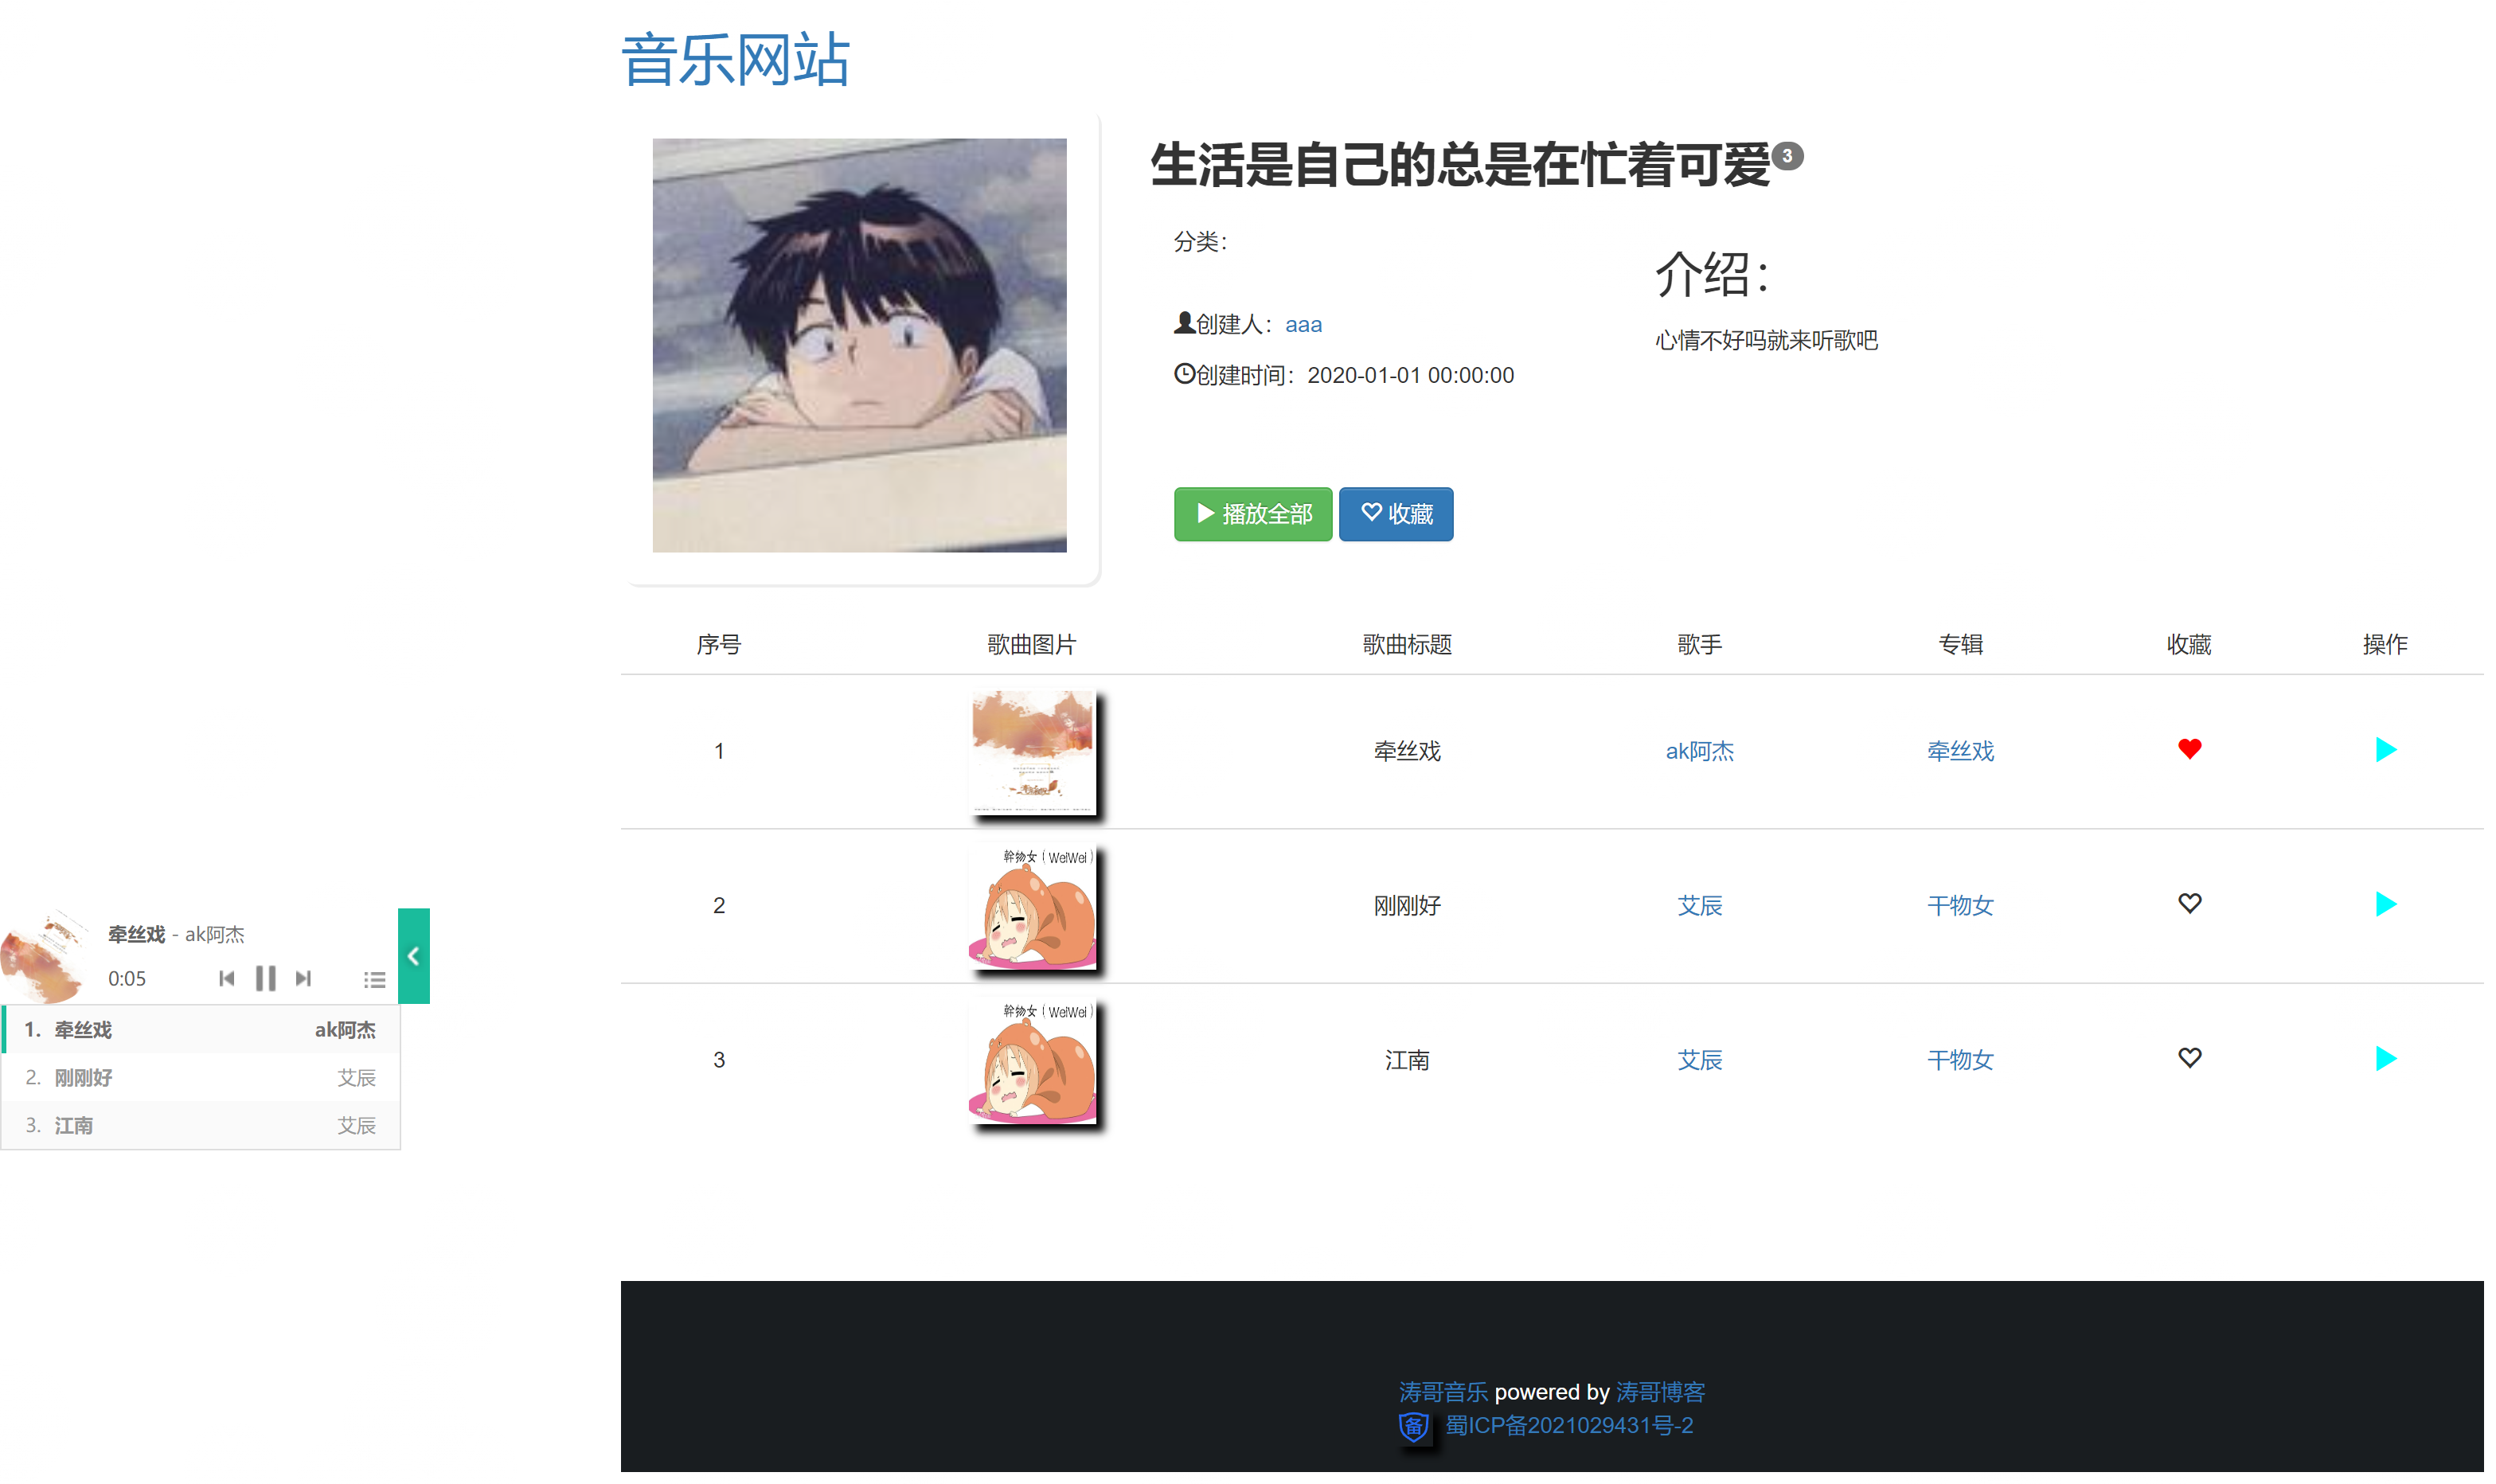 音乐网站
生活是自己的总是在忙着可爱 3
分类：
介绍：
创建人：aaa
心情不好吗就来听歌吧
创建时间：2020-01-01 00:00:00
播放全部 收藏
序号 歌曲图片 歌曲标题 歌手 专辑 收藏 操作
1 牵丝戏 ak阿杰 牵丝戏
幹物女（WeiWei）
2 刚刚好 艾辰 干物女
幹物女（WeiWei）
3 江南 艾辰 干物女
牵丝戏 - ak阿杰
0:05
1. 牵丝戏 ak阿杰
2. 刚刚好 艾辰
3. 江南 艾辰
涛哥音乐 powered by 涛哥博客
备 蜀ICP备2021029431号-2